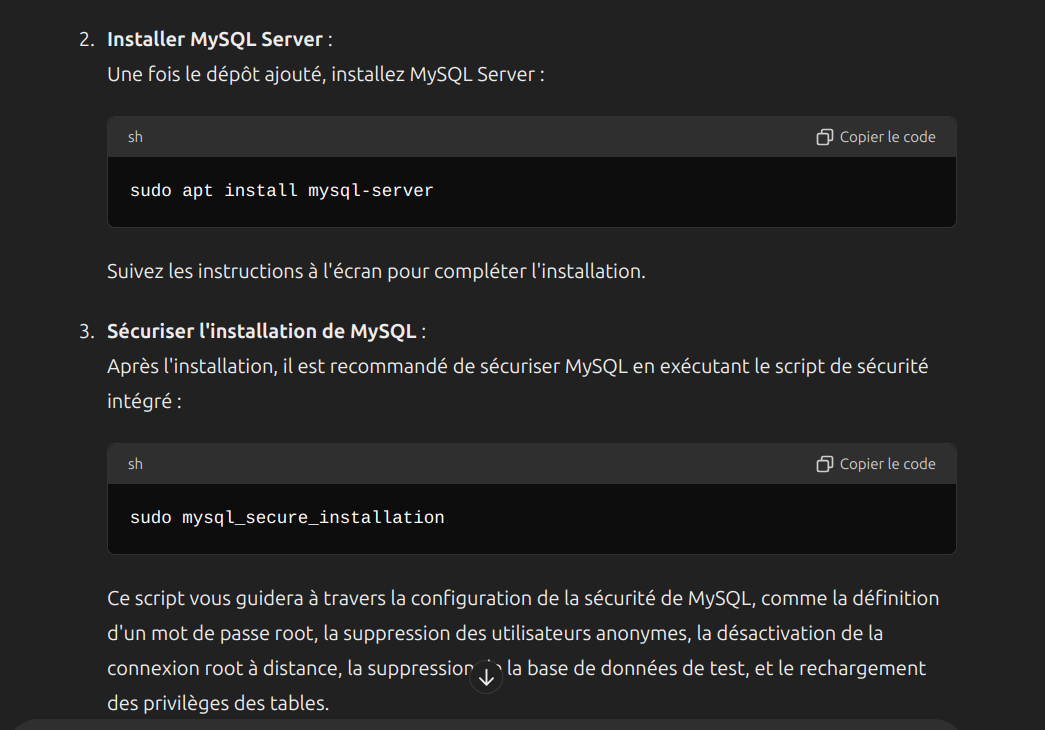 2. Installer MySQL Server :
Une fois le dépôt ajouté, installez MySQL Server :
sh
Copier le code
sudo apt install mysql-server
Suivez les instructions à l'écran pour compléter l'installation.
3. Sécuriser l'installation de MySQL :
Après l'installation, il est recommandé de sécuriser MySQL en exécutant le script de sécurité
intégré :
sh
Copier le code
sudo mysql_secure_installation
Ce script vous guidera à travers la configuration de la sécurité de MySQL, comme la définition
d'un mot de passe root, la suppression des utilisateurs anonymes, la désactivation de la
connexion root à distance, la suppression la base de données de test, et le rechargement
des privilèges des tables.